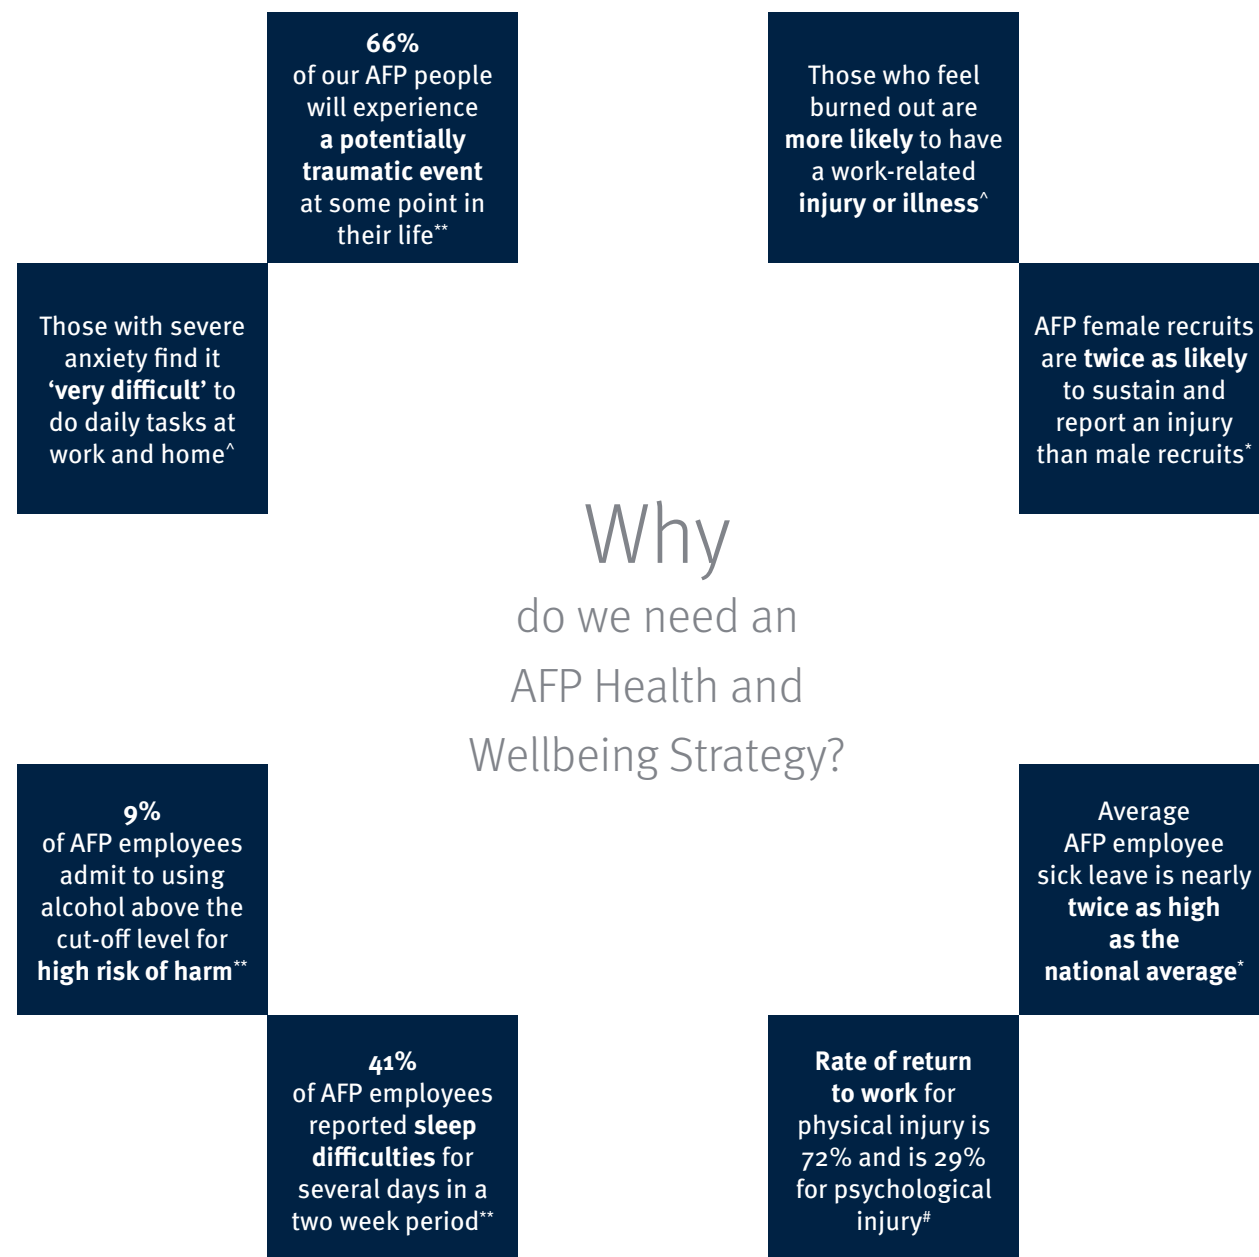 66%
of our AFP people
will experience
a potentially
traumatic event
at some point in
their life**
Those who feel
burned out are
more likely to have
a work-related
injury or illness^
Those with severe
anxiety find it
‘very difficult’ to
do daily tasks at
work and home^
AFP female recruits
are twice as likely
to sustain and
report an injury
than male recruits*
Why
do we need an
AFP Health and
Wellbeing Strategy?
9%
of AFP employees
admit to using
alcohol above the
cut-off level for
high risk of harm**
Average
AFP employee
sick leave is nearly
twice as high
as the
national average*
41%
of AFP employees
reported sleep
difficulties for
several days in a
two week period**
Rate of return
to work for
physical injury is
72% and is 29%
for psychological
injury#